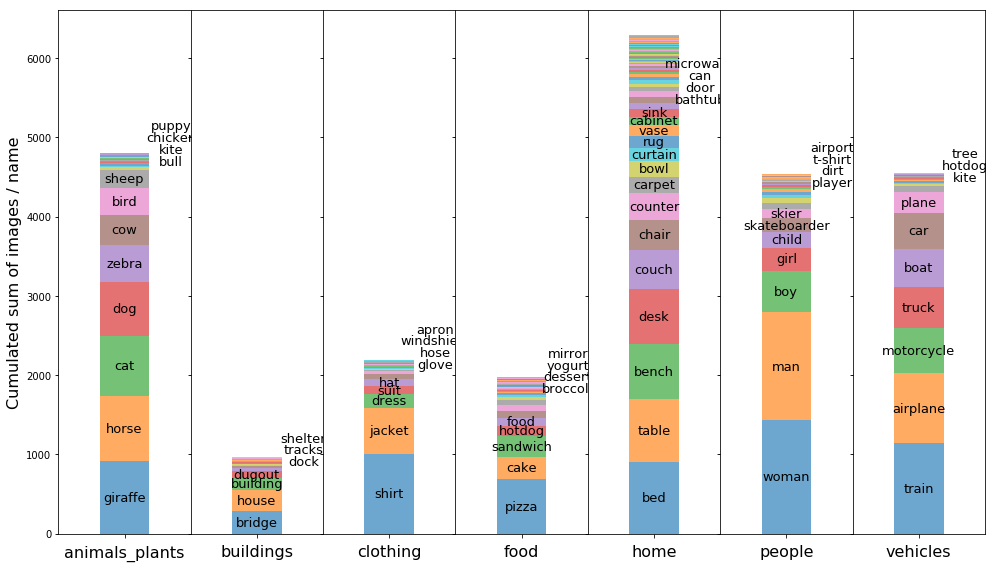 Cumulated sum of images / name
6000
5000
4000
3000
2000
1000
0
puppy
chicken
kite
bull
sheep
bird
cow
zebra
dog
cat
horse
giraffe
animals_plants
shelter
tracks
dock
dugout
building
house
bridge
buildings
apron
windshie
hose
glove
hat
suit
dress
jacket
shirt
clothing
mirror
yogurt
desser
broccol
food
hotdog
sandwich
cake
pizza
food
microwa
can
door
bathtub
sink
cabinet
vase
rug
curtain
bowl
carpet
counter
chair
couch
desk
bench
table
bed
home
airport
t-shirt
dirt
player
skier
skateboarder
child
girl
boy
man
woman
people
tree
hotdog
kite
plane
car
boat
truck
motorcycle
airplane
train
vehicles